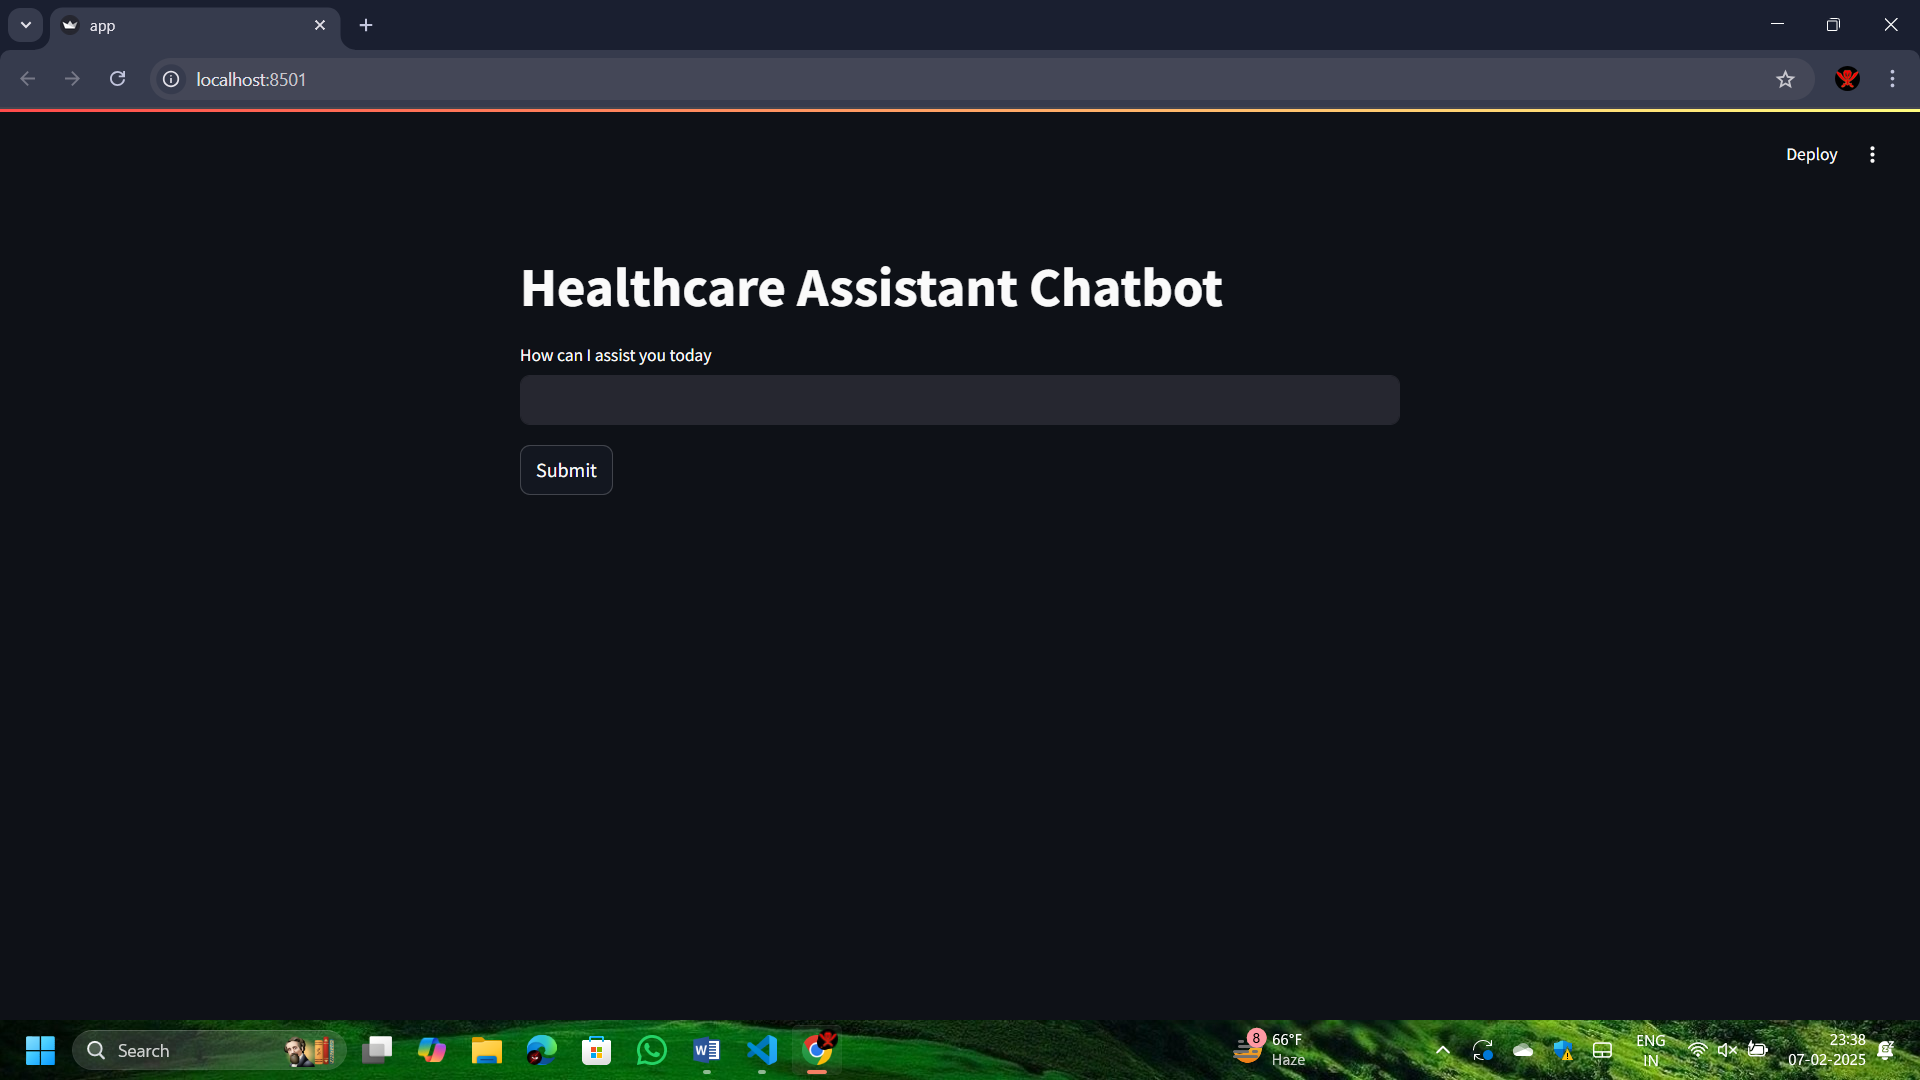 app
localhost:8501
Deploy
Healthcare Assistant Chatbot
How can I assist you today
Submit
Search
8
66°F
Haze
ENG
IN
23:38
07-02-2025